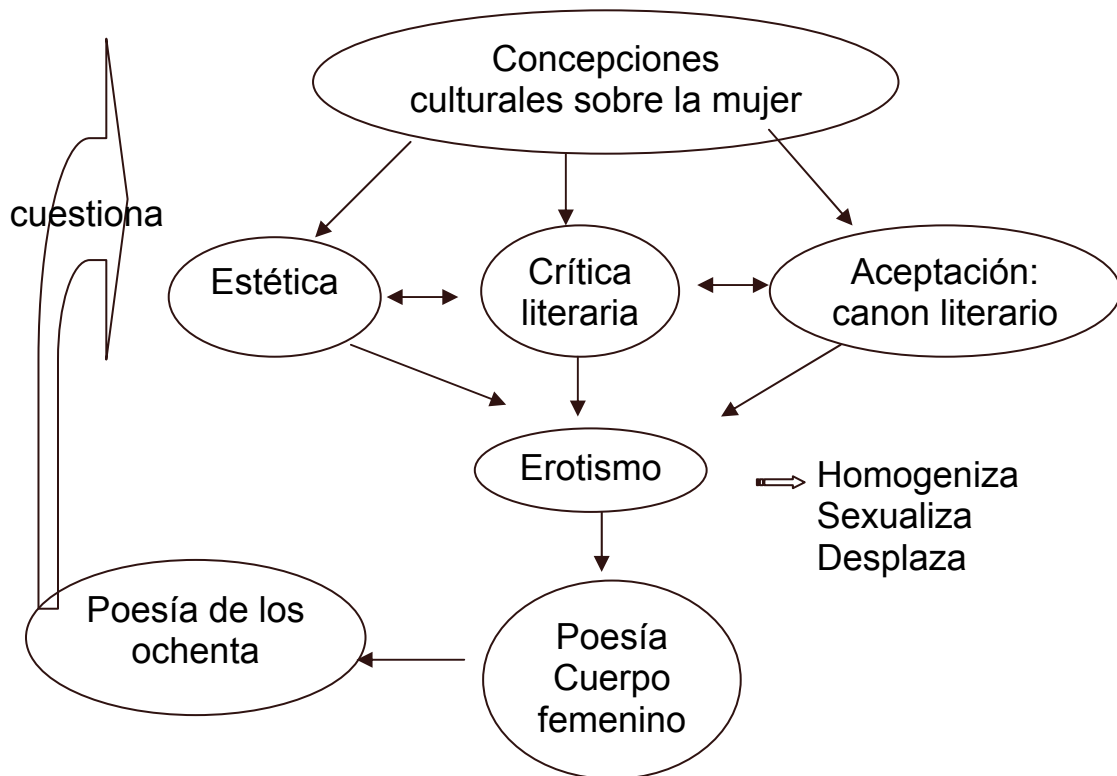 Concepciones
culturales sobre la mujer
cuestiona
Estética
Crítica
literaria
Aceptación:
canon literario
Erotismo
Homogeniza
Sexualiza
Desplaza
Poesía de los
ochenta
Poesía
Cuerpo
femenino